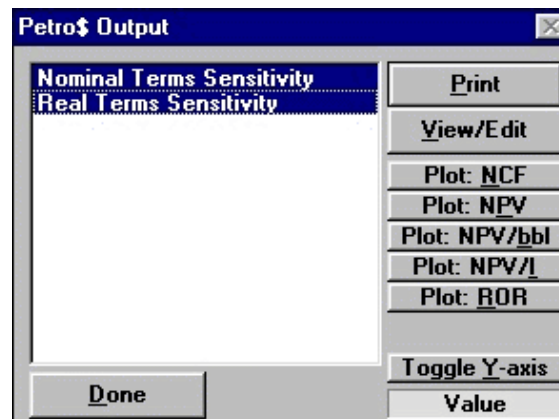 Petro$ Output
Nominal Terms Sensitivity
Real Terms Sensitivity
Print
View/Edit
Plot: NCF
Plot: NPV
Plot: NPV/bbl
Plot: NPV/I
Plot: ROR
Toggle Y-axis
Value
Done